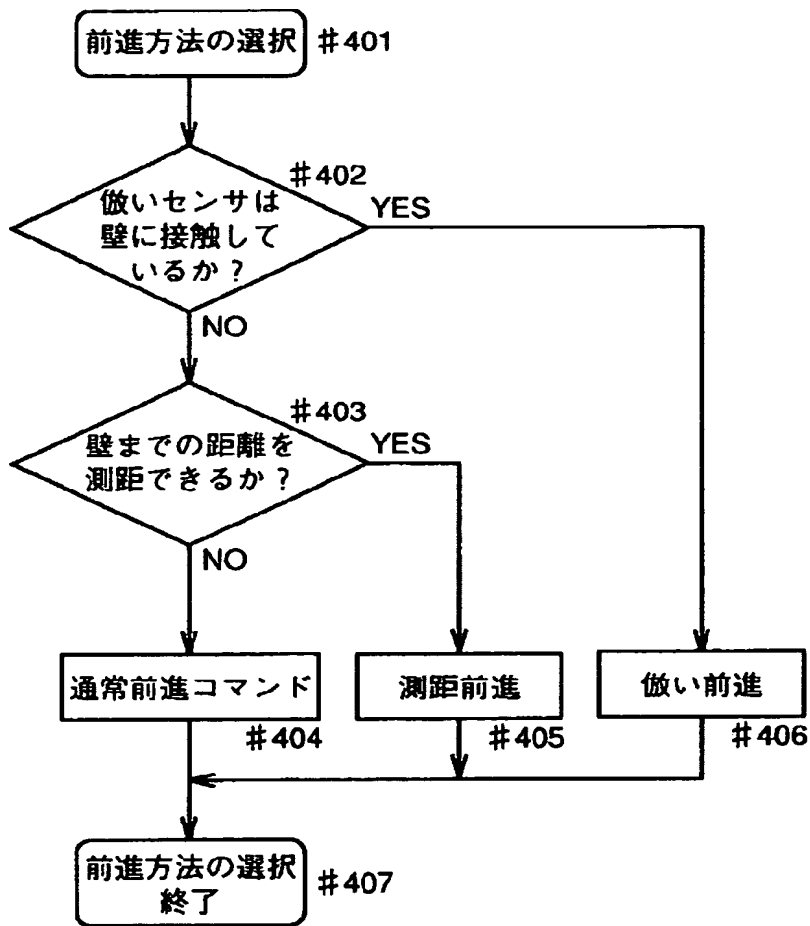 前進方法の選択 #401
#402
倣いセンサは
壁に接触して
いるか？
YES
NO
#403
壁までの距離を
測距できるか？
YES
NO
通常前進コマンド
#404
測距前進
#405
倣い前進
#406
前進方法の選択
終了
#407